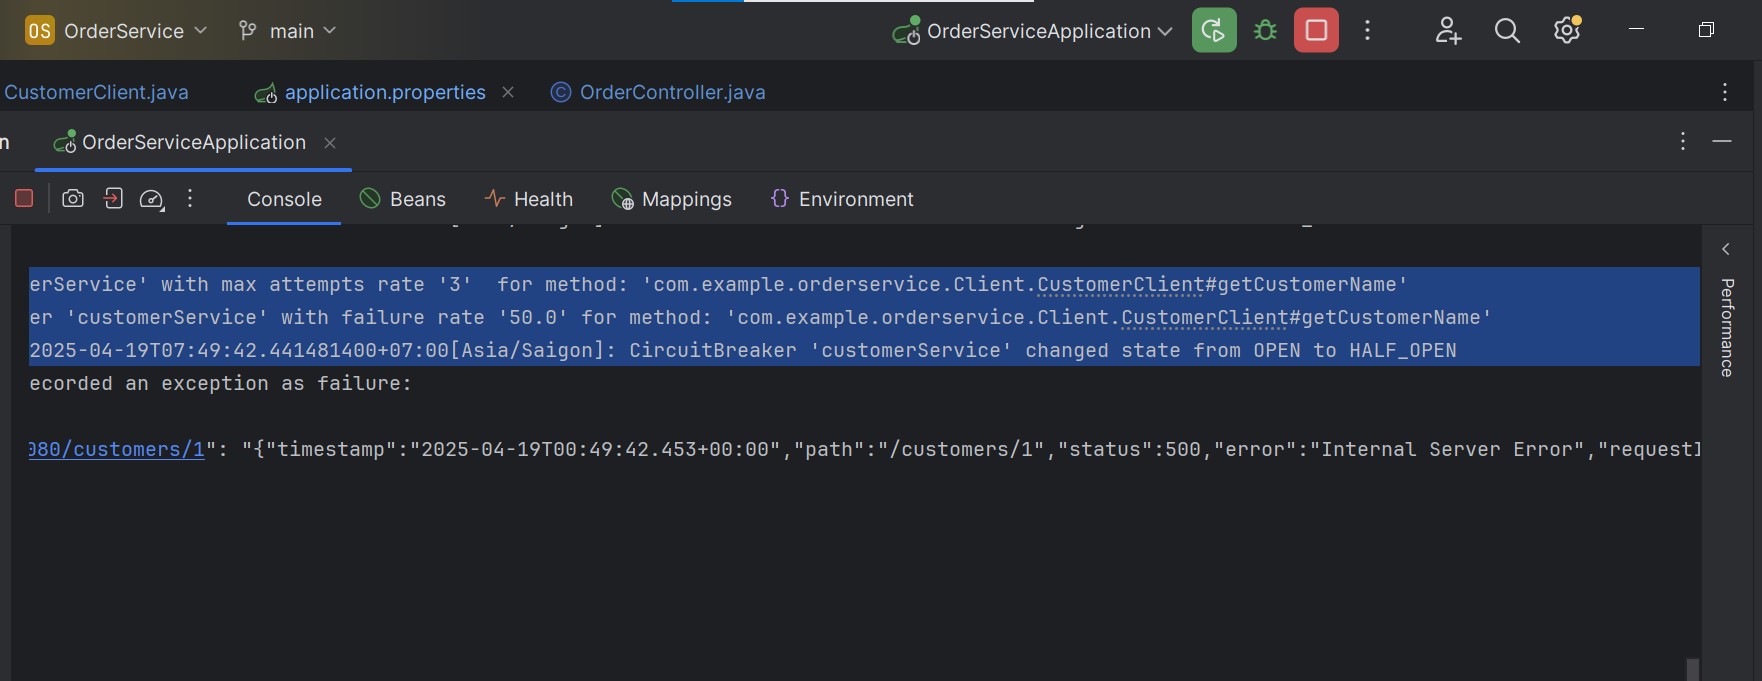 OS OrderService main OrderServiceApplication
CustomerClient.java application.properties OrderController.java
n OrderServiceApplication
Console Beans Health Mappings Environment
erService' with max attempts rate '3'  for method: 'com.example.orderservice.Client.CustomerClient#getCustomerName'
er 'customerService' with failure rate '50.0' for method: 'com.example.orderservice.Client.CustomerClient#getCustomerName'
2025-04-19T07:49:42.441481400+07:00[Asia/Saigon]: CircuitBreaker 'customerService' changed state from OPEN to HALF_OPEN
ecorded an exception as failure:
080/customers/1": "{"timestamp":"2025-04-19T00:49:42.453+00:00","path":"/customers/1","status":500,"error":"Internal Server Error","requestI
Performance